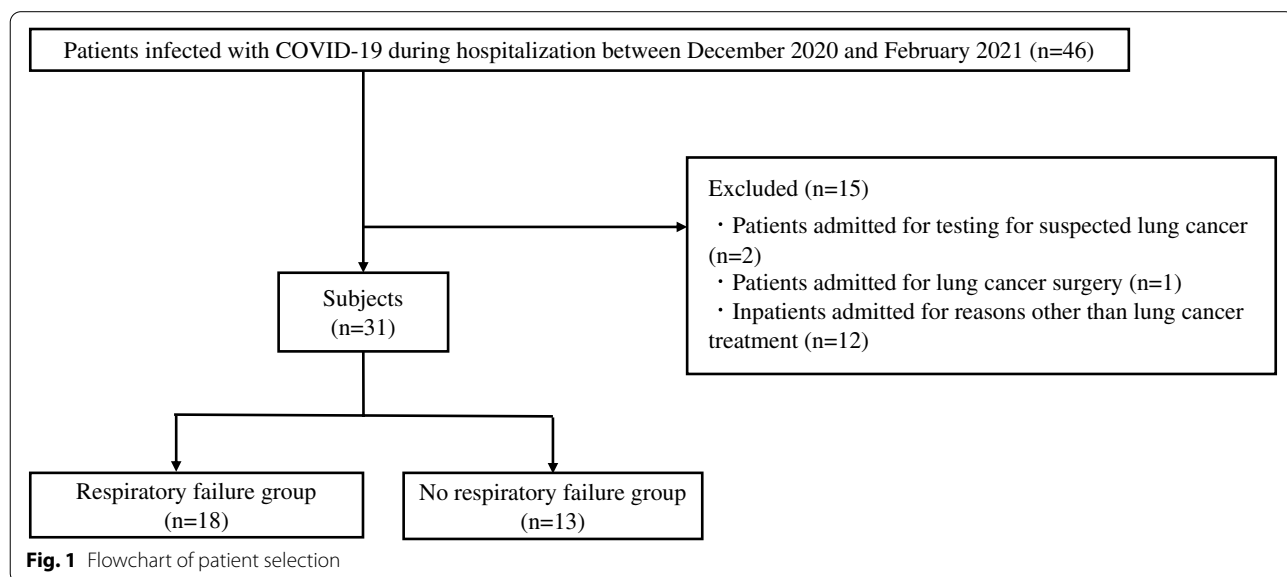 Patients infected with COVID-19 during hospitalization between December 2020 and February 2021 (n=46)
Excluded (n=15)
・Patients admitted for testing for suspected lung cancer
(n=2)
・Patients admitted for lung cancer surgery (n=1)
・Inpatients admitted for reasons other than lung cancer
treatment (n=12)
Subjects
(n=31)
Respiratory failure group
(n=18)
No respiratory failure group
(n=13)
Fig. 1 Flowchart of patient selection